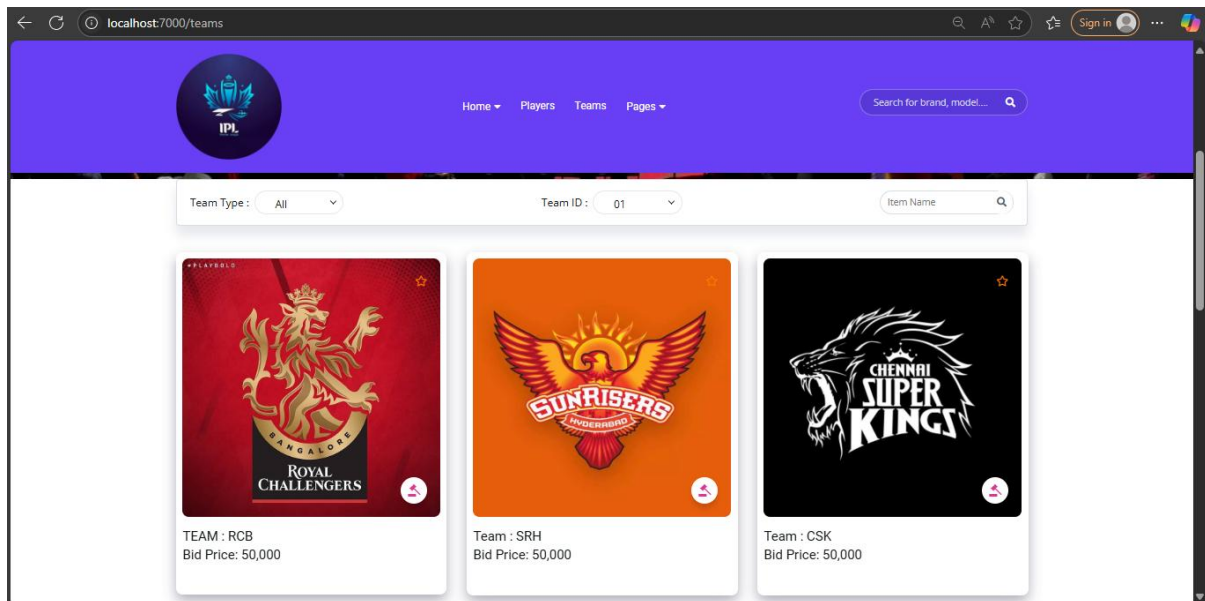 localhost:7000/teams
Sign in
IPL
Home Players Teams Pages
Search for brand, model....
Team Type : All
Team ID : 01
Item Name
#PLAYBOLD
BANGALORE
ROYAL
CHALLENGERS
SUNRISERS
HYDERABAD
CHENNAI
SUPER
KINGS
TEAM : RCB
Bid Price: 50,000
Team : SRH
Bid Price: 50,000
Team : CSK
Bid Price: 50,000